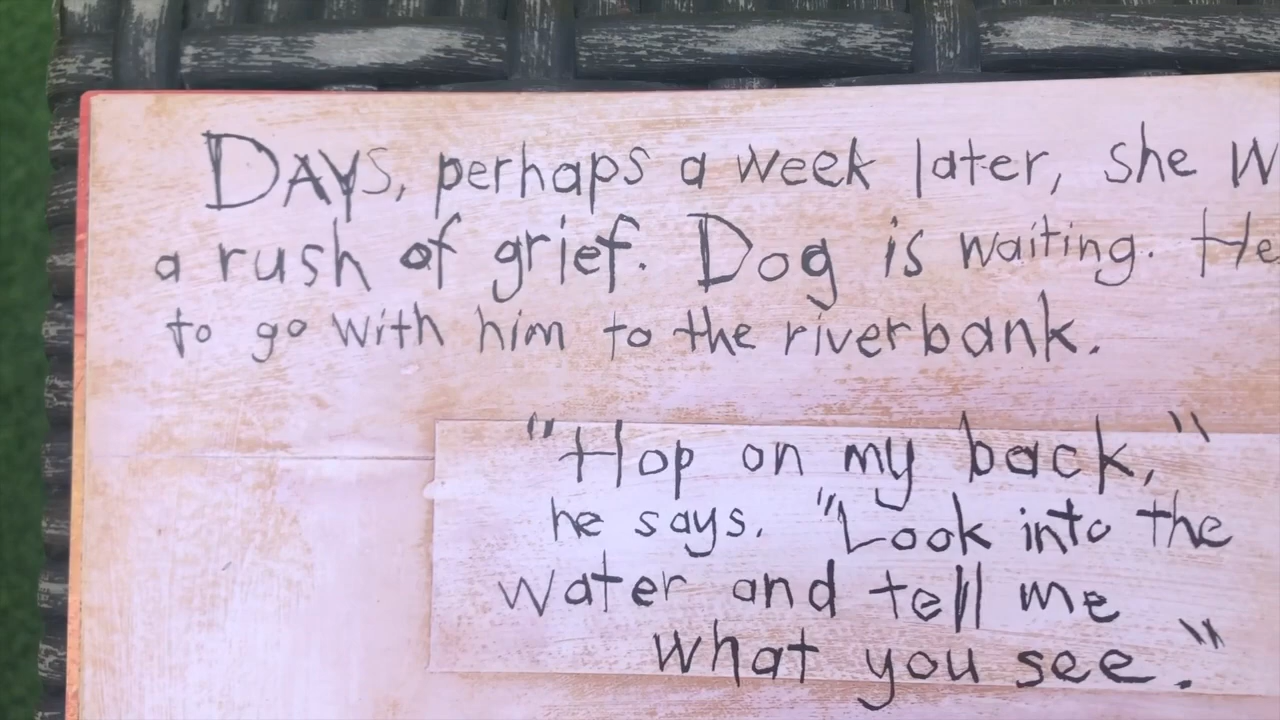 DAYS, perhaps a week later, she
a rush of grief. Dog is waiting. He
to go with him to the riverbank.
"Hop on my back,"
he says. "Look into the
water and tell me
what you see."